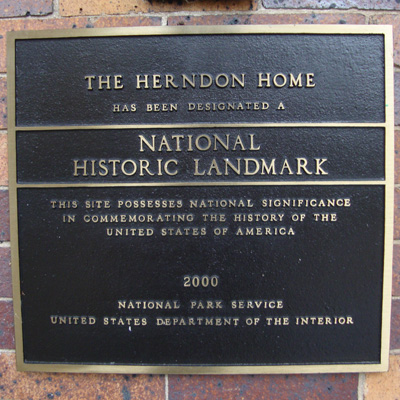 THE HERNDON HOME
HAS BEEN DESIGNATED A
NATIONAL
HISTORIC LANDMARK
THIS SITE POSSESSES NATIONAL SIGNIFICANCE
IN COMMEMORATING THE HISTORY OF THE
UNITED STATES OF AMERICA
2000
NATIONAL PARK SERVICE
UNITED STATES DEPARTMENT OF THE INTERIOR